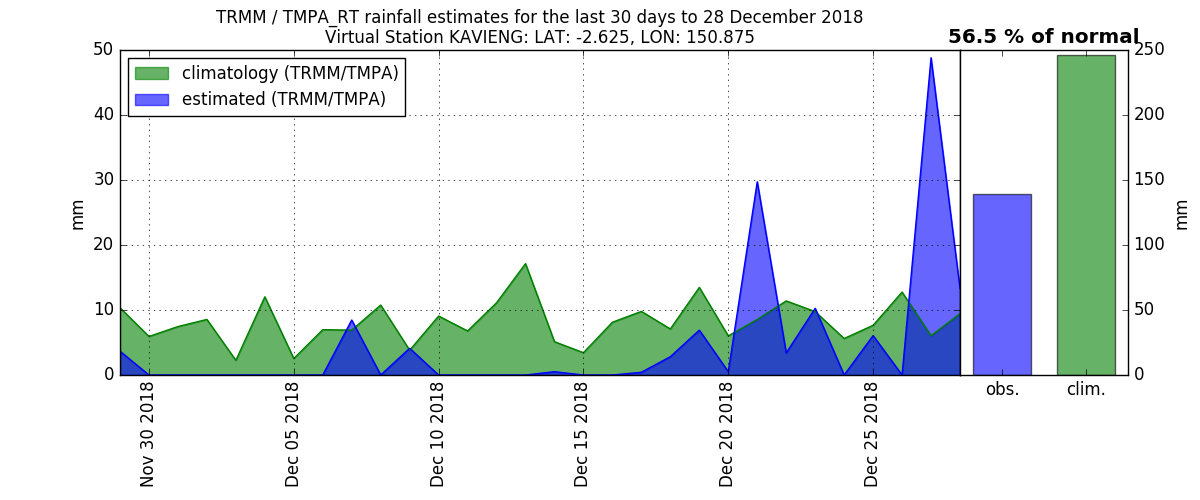 TRMM / TMPA_RT rainfall estimates for the last 30 days to 28 December 2018
Virtual Station KAVIENG: LAT: -2.625, LON: 150.875
56.5 % of normal
climatology (TRMM/TMPA)
estimated (TRMM/TMPA)
50
40
30
20
10
0
mm
Nov 30 2018
Dec 05 2018
Dec 10 2018
Dec 15 2018
Dec 20 2018
Dec 25 2018
obs.
clim.
250
200
150
100
50
0
mm